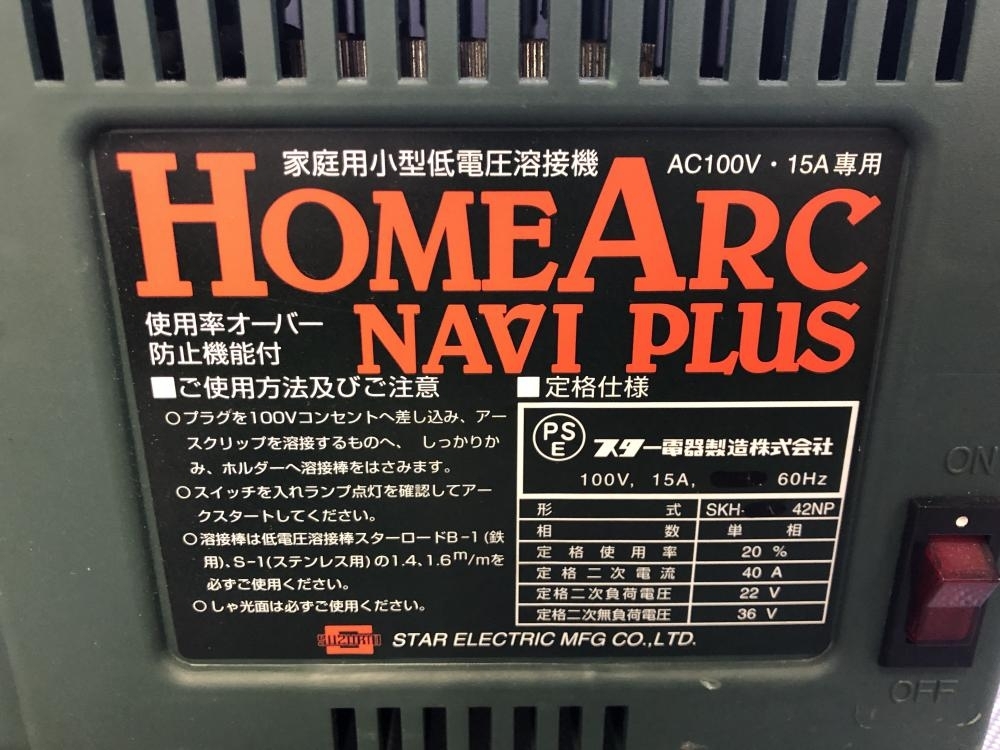 家庭用小型低電圧溶接機
AC100V・15A専用
HOMEARC
NAVI PLUS
使用率オーバー
防止機能付
■ご使用方法及びご注意
○プラグを100Vコンセントへ差し込み、アー
スクリップを溶接するものへ、しっかりか
み、ホルダーへ溶接棒をはさみます。
○スイッチを入れランプ点灯を確認してアー
クスタートしてください。
○溶接棒は低電圧溶接棒スターロードB-1(鉄
用)、S-1(ステンレス用)の1.4、1.6m/mを
必ずご使用ください。
○しゃ光面は必ずご使用ください。
■定格仕様
PS
E
スター電器製造株式会社
100V, 15A, 60Hz
形式 SKH- 42NP
相数 単相
定格使用率 20 %
定格二次電流 40 A
定格二次負荷電圧 22 V
定格二次無負荷電圧 36 V
SUZUKID
STAR ELECTRIC MFG CO.,LTD.
ON
OFF